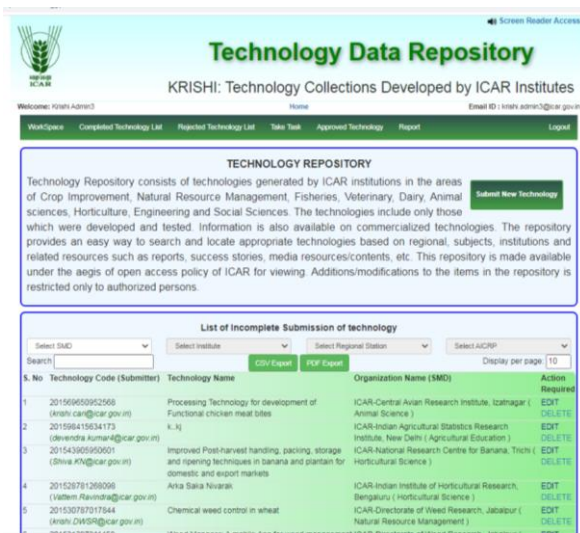 Screen Reader Access
ICAR
Technology Data Repository
KRISHI: Technology Collections Developed by ICAR Institutes
Welcome: Krishi Admin3 Home Email ID : krishi.admin3@icar.gov.in
WorkSpace Completed Technology List Rejected Technology List Take Task Approved Technology Report Logout
TECHNOLOGY REPOSITORY
Technology Repository consists of technologies generated by ICAR institutions in the areas
of Crop Improvement, Natural Resource Management, Fisheries, Veterinary, Dairy, Animal
sciences, Horticulture, Engineering and Social Sciences. The technologies include only those
Submit New Technology
which were developed and tested. Information is also available on commercialized technologies. The repository
provides an easy way to search and locate appropriate technologies based on regional, subjects, institutions and
related resources such as reports, success stories, media resources/contents, etc. This repository is made available
under the aegis of open access policy of ICAR for viewing. Additions/modifications to the items in the repository is
restricted only to authorized persons.
List of Incomplete Submission of technology
Select SMD Select Institute Select Regional Station Select AICRP
Search CSV Export PDF Export Display per page: 10
S. No Technology Code (Submitter) Technology Name Organization Name (SMD) Action
Required
1 201569650952568 Processing Technology for development of ICAR-Central Avian Research Institute, Izatnagar ( EDIT
(krishi.cari@icar.gov.in) Functional chicken meat bites Animal Science ) DELETE
2 201598415634173 k..kj ICAR-Indian Agricultural Statistics Research EDIT
(devendra.kumar4@icar.gov.in) Institute, New Delhi ( Agricultural Education ) DELETE
3 201543905950601 Improved Post-harvest handling, packing, storage ICAR-National Research Centre for Banana, Trichi ( EDIT
(Shiva.KN@icar.gov.in) and ripening techniques in banana and plantain for Horticultural Science ) DELETE
domestic and export markets
4 201528781268098 Arka Saka Nivarak ICAR-Indian Institute of Horticultural Research, EDIT
(Vattem.Ravindra@icar.gov.in) Bengaluru ( Horticultural Science ) DELETE
5 201530787017844 Chemical weed control in wheat ICAR-Directorate of Weed Research, Jabalpur ( EDIT
(krishi.DWSR@icar.gov.in) Natural Resource Management ) DELETE